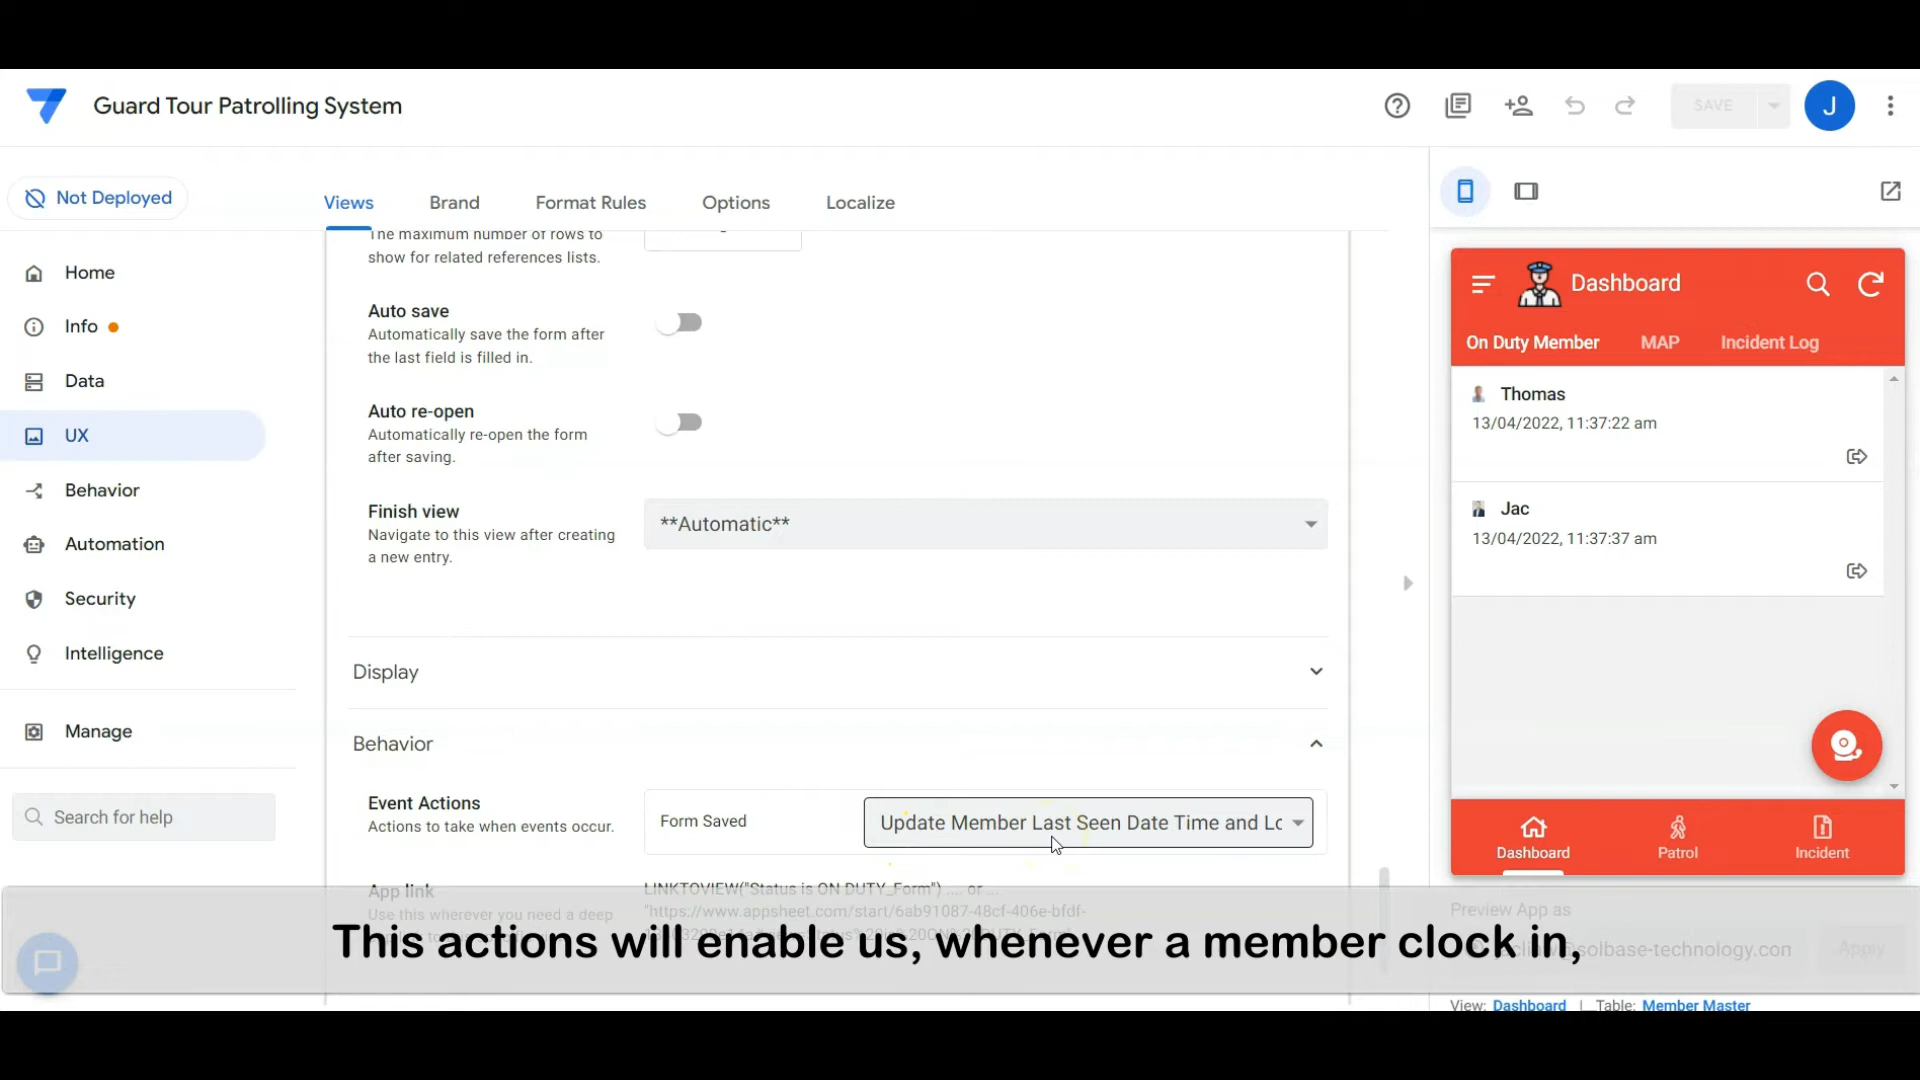 Guard Tour Patrolling System
SAVE
J
Not Deployed
Views
Brand
Format Rules
Options
Localize
Home
Info
Data
UX
Behavior
Automation
Security
Intelligence
Manage
Search for help
The maximum number of rows to
show for related references lists.
Auto save
Automatically save the form after
the last field is filled in.
Auto re-open
Automatically re-open the form
after saving.
Finish view
Navigate to this view after creating
a new entry.
**Automatic**
Display
Behavior
Event Actions
Actions to take when events occur.
Form Saved
Update Member Last Seen Date Time and Lc
App link
Use this wherever you need a deep
LINKTOVIEW("Status is ON DUTY_Form") .... or ...
"https://www.appsheet.com/start/6ab91087-48cf-406e-bfdf-
This actions will enable us, whenever a member clock in,
Dashboard
On Duty Member
MAP
Incident Log
Thomas
13/04/2022, 11:37:22 am
Jac
13/04/2022, 11:37:37 am
Dashboard
Patrol
Incident
Preview App as
@solbase-technology.con
Apply
View: Dashboard | Table: Member Master